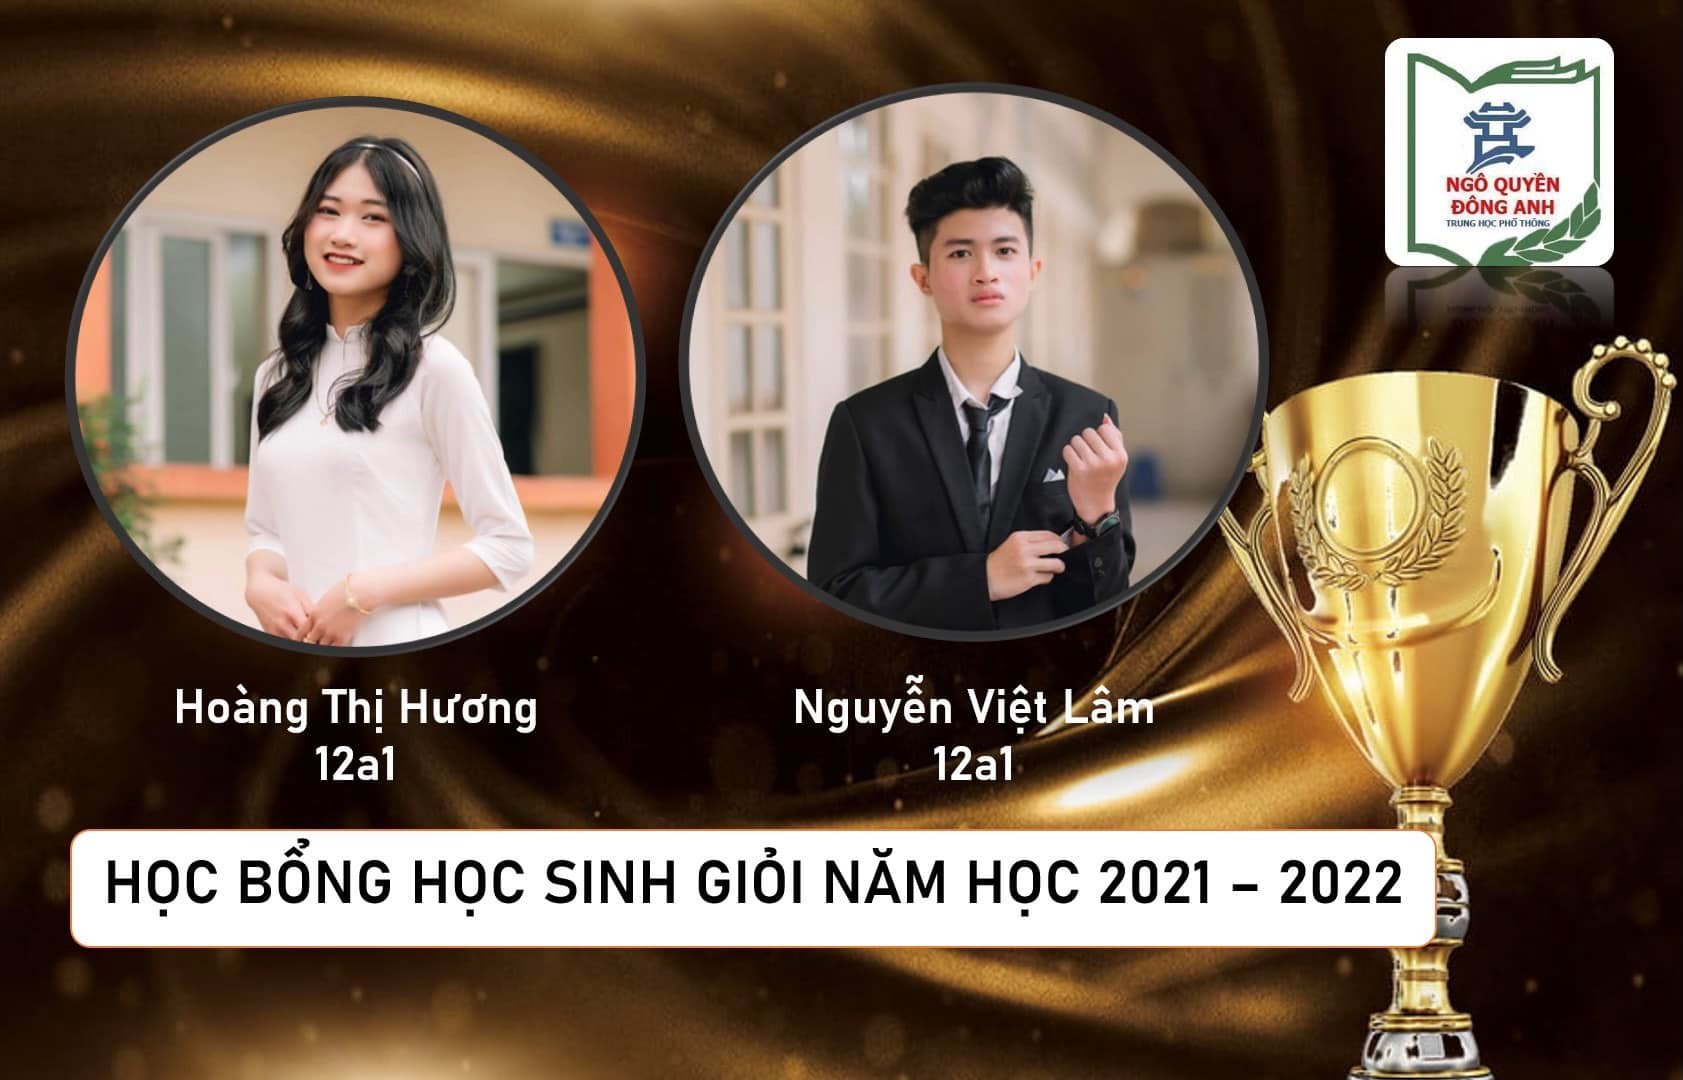 NGÔ QUYỀN
ĐÔNG ANH
TRUNG HỌC PHỔ THÔNG
Hoàng Thị Hương
12a1
Nguyễn Việt Lâm
12a1
HỌC BỔNG HỌC SINH GIỎI NĂM HỌC 2021 – 2022